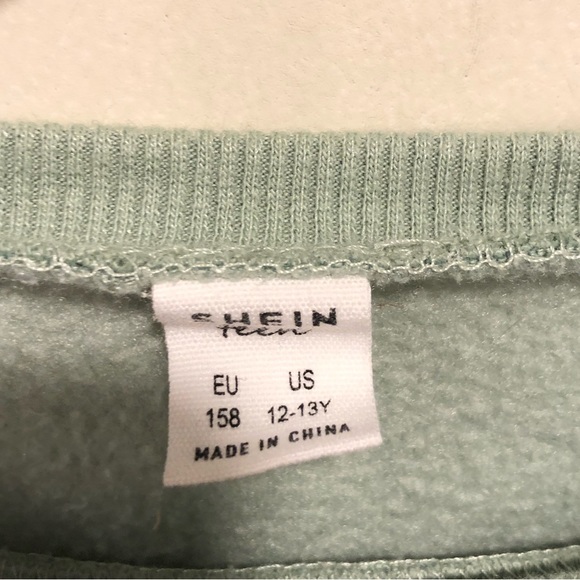 SHEIN
teen
EU US
158 12-13Y
MADE IN CHINA